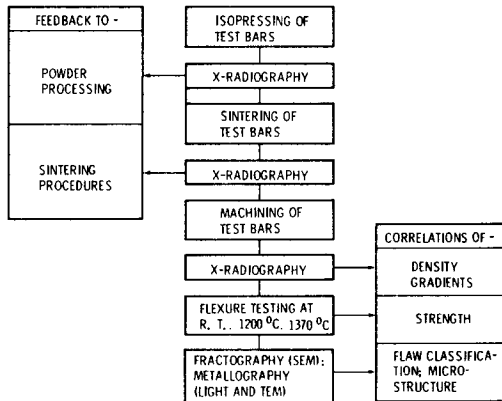 FEEDBACK TO -
POWDER
PROCESSING
SINTERING
PROCEDURES
ISOPRESSING OF
TEST BARS
X-RADIOGRAPHY
SINTERING OF
TEST BARS
X-RADIOGRAPHY
MACHINING OF
TEST BARS
X-RADIOGRAPHY
FLEXURE TESTING AT
R. T., 1200 °C, 1370 °C
FRACTOGRAPHY (SEM);
METALLOGRAPHY
(LIGHT AND TEM)
CORRELATIONS OF -
DENSITY
GRADIENTS
STRENGTH
FLAW CLASSIFICA-
TION; MICRO-
STRUCTURE